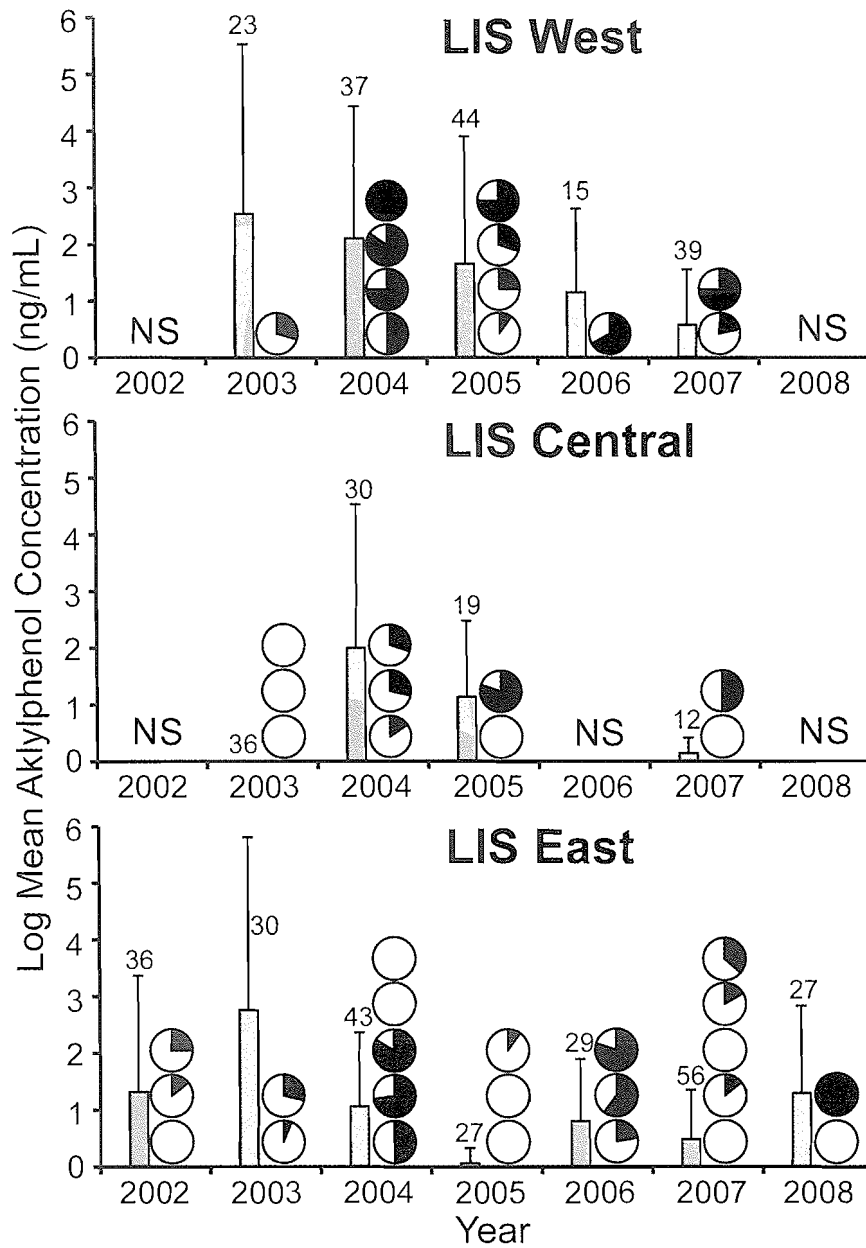 Log Mean Aklylphenol Concentration (ng/mL)
LIS West
6
5
4
3
2
1
0
23
37
44
15
39
NS
NS
2002 2003 2004 2005 2006 2007 2008
LIS Central
6
5
4
3
2
1
0
30
19
12
36
NS
NS
NS
2002 2003 2004 2005 2006 2007 2008
LIS East
6
5
4
3
2
1
0
36
30
43
27
29
56
27
2002 2003 2004 2005 2006 2007 2008
Year